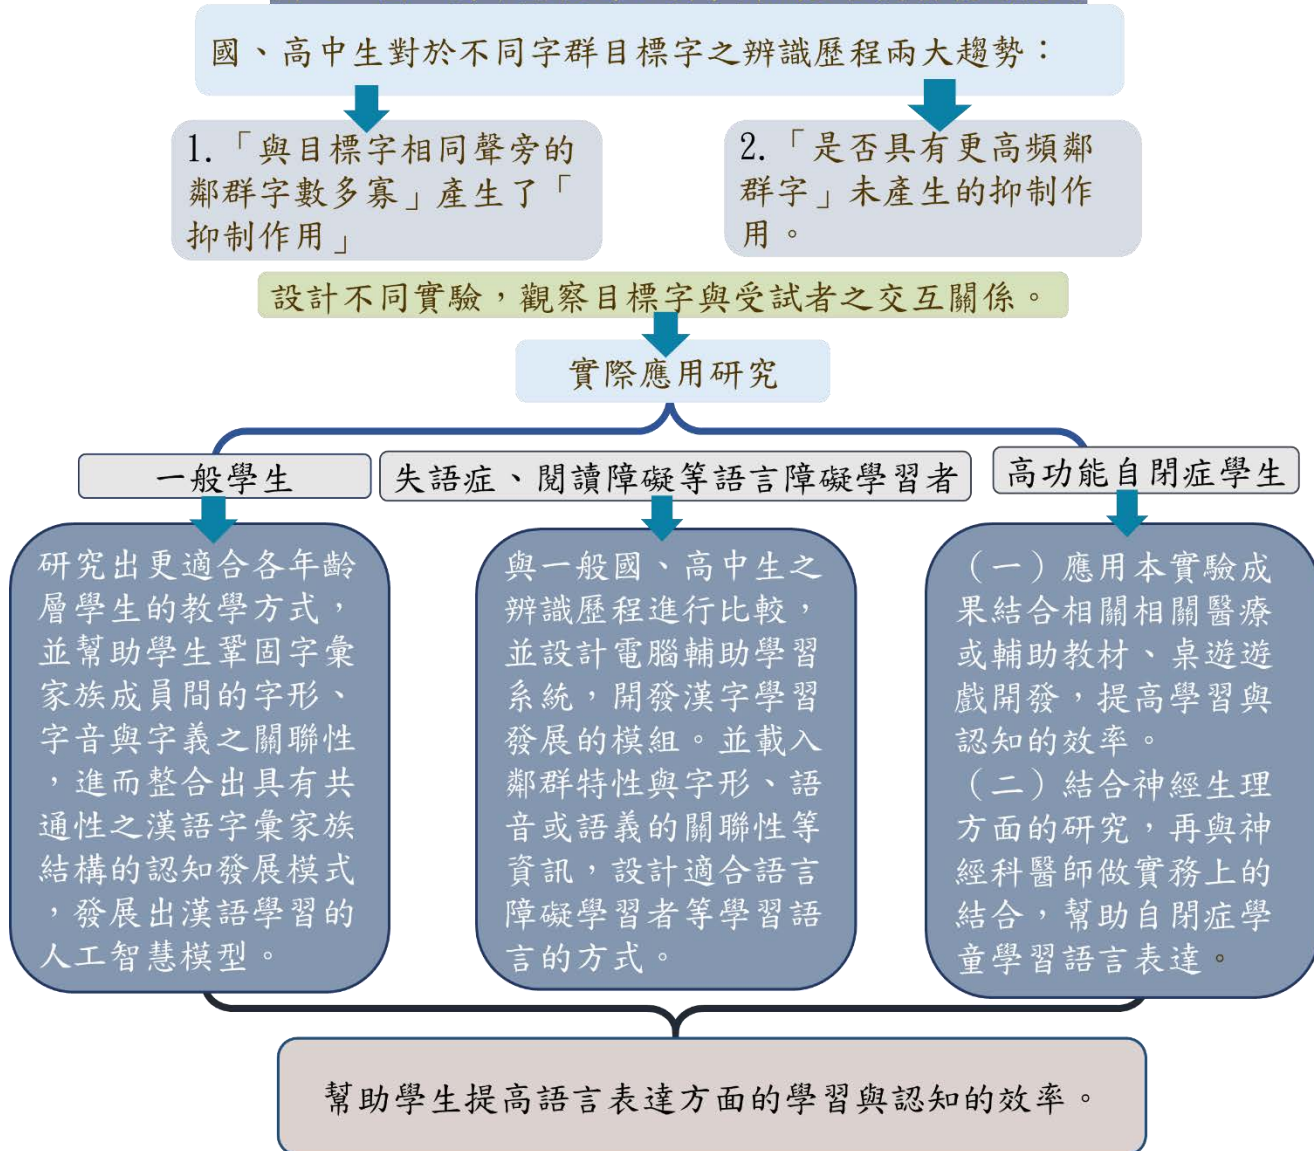 國、高中生對於不同字群目標字之辨識歷程兩大趨勢：
1.「與目標字相同聲旁的
鄰群字數多寡」產生了「
抑制作用」
2.「是否具有更高頻鄰
群字」未產生的抑制作
用。
設計不同實驗，觀察目標字與受試者之交互關係。
實際應用研究
一般學生
研究出更適合各年齡
層學生的教學方式，
並幫助學生鞏固字彙
家族成員間的字形、
字音與字義之關聯性
，進而整合出具有共
通性之漢語字彙家族
結構的認知發展模式
，發展出漢語學習的
人工智慧模型。
失語症、閱讀障礙等語言障礙學習者
與一般國、高中生之
辨識歷程進行比較，
並設計電腦輔助學習
系統，開發漢字學習
發展的模組。並載入
鄰群特性與字形、語
音或語義的關聯性等
資訊，設計適合語言
障礙學習者等學習語
言的方式。
高功能自閉症學生
（一）應用本實驗成
果結合相關相關醫療
或輔助教材、桌遊遊
戲開發，提高學習與
認知的效率。
（二）結合神經生理
方面的研究，再與神
經科醫師做實務上的
結合，幫助自閉症學
童學習語言表達。
幫助學生提高語言表達方面的學習與認知的效率。